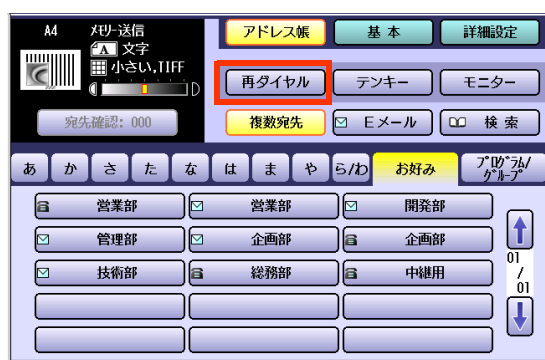 A4 メモリー送信 アドレス帳 基本 詳細設定
A 文字
小さい,TIFF
再ダイヤル テンキー モニター
D
宛先確認: 000 複数宛先 Eメール 検索
あ か さ た な は ま や ら/わ お好み プログラム/グループ
営業部 営業部 開発部
管理部 企画部 企画部
技術部 総務部 中継用
01
/
01